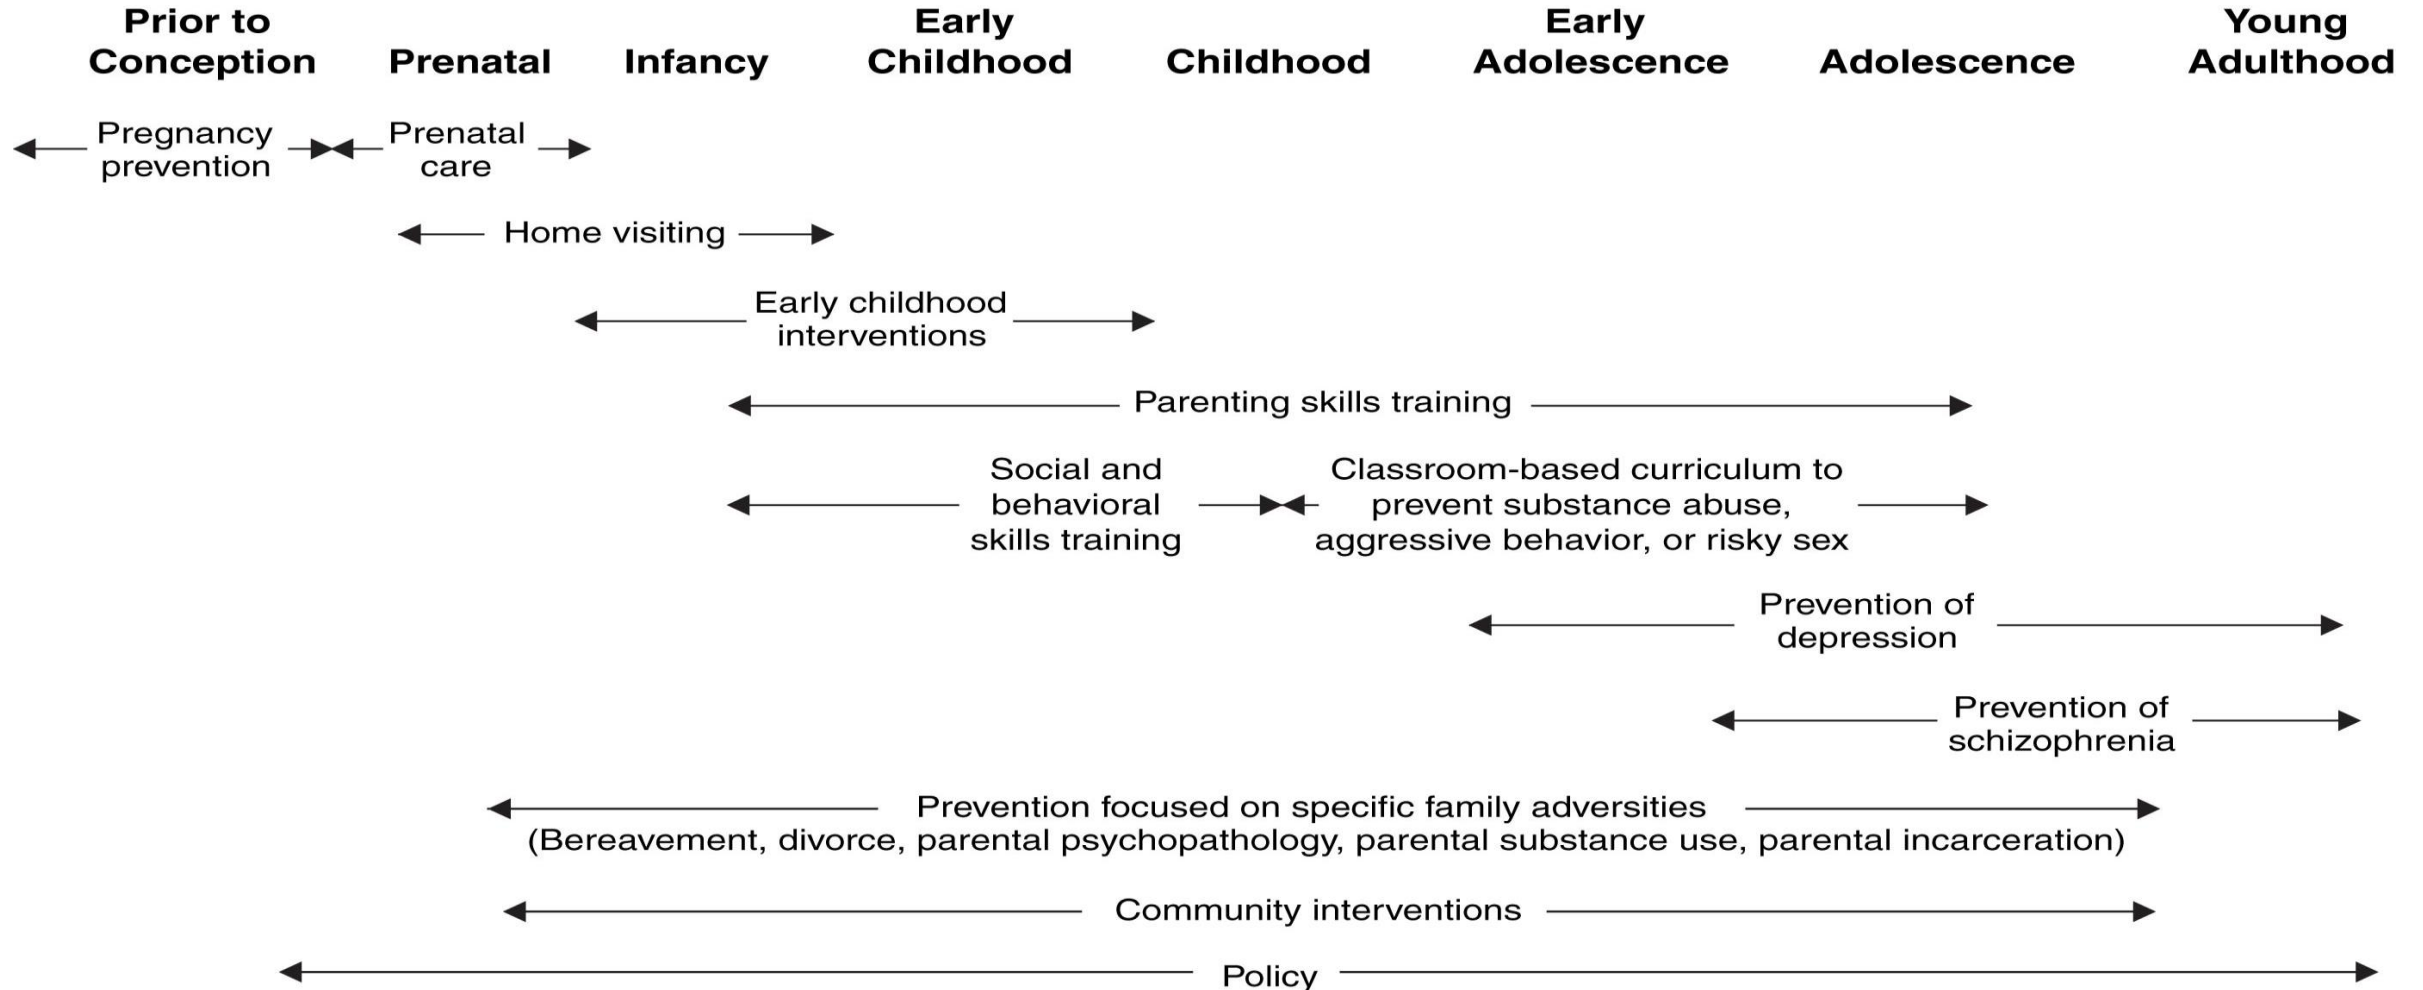 Prior to Conception
Prenatal
Infancy
Early Childhood
Childhood
Early Adolescence
Adolescence
Young Adulthood
Pregnancy
prevention
Prenatal
care
Home visiting
Early childhood
interventions
Parenting skills training
Social and
behavioral
skills training
Classroom-based curriculum to
prevent substance abuse,
aggressive behavior, or risky sex
Prevention of
depression
Prevention of
schizophrenia
Prevention focused on specific family adversities
(Bereavement, divorce, parental psychopathology, parental substance use, parental incarceration)
Community interventions
Policy